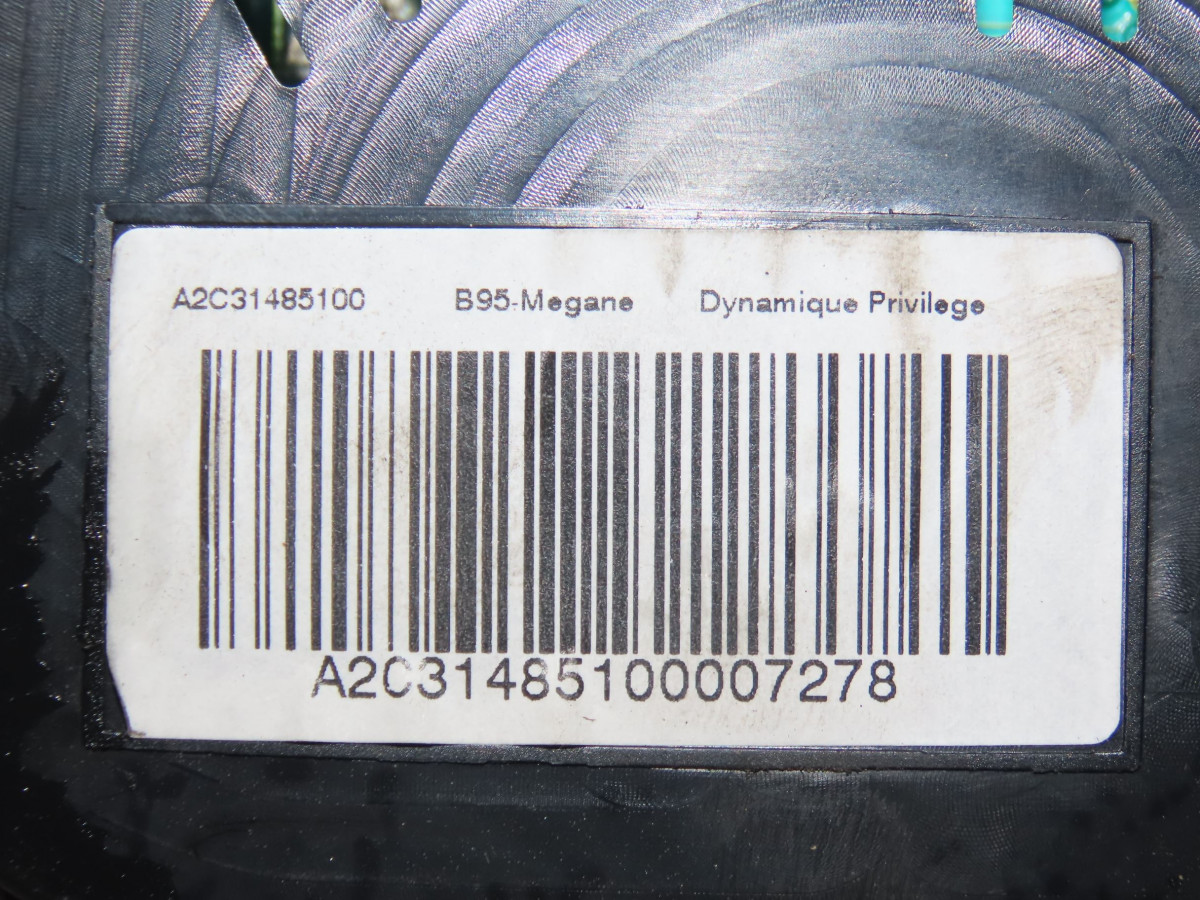 A2C31485100 B95-Megane Dynamique Privilege
A2C31485100007278